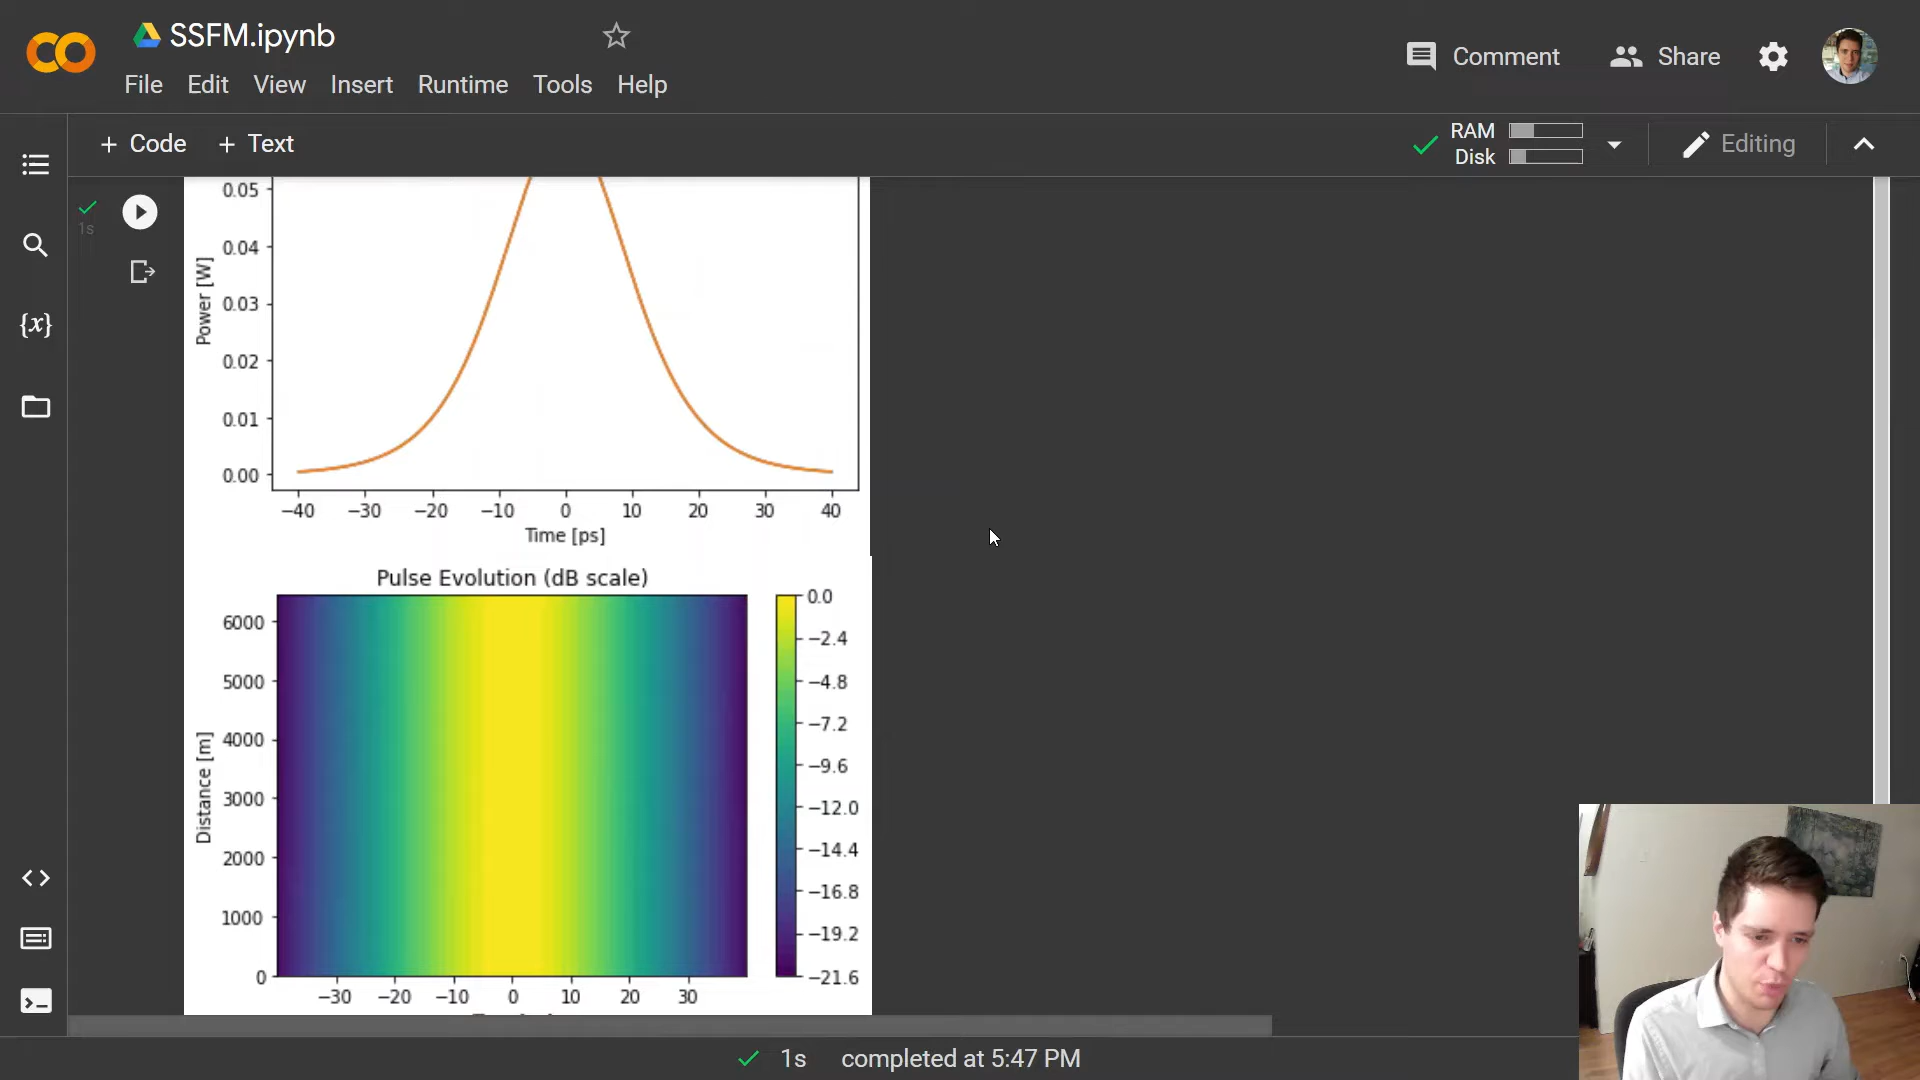 SSFM.ipynb
File Edit View Insert Runtime Tools Help
Comment
Share
+ Code + Text
RAM
Disk
Editing
1s
{x}
0.05
0.04
0.03
0.02
0.01
0.00
Power [W]
−40 −30 −20 −10 0 10 20 30 40
Time [ps]
Pulse Evolution (dB scale)
6000
5000
4000
3000
2000
1000
0
Distance [m]
−30 −20 −10 0 10 20 30
0.0
−2.4
−4.8
−7.2
−9.6
−12.0
−14.4
−16.8
−19.2
−21.6
1s completed at 5:47 PM